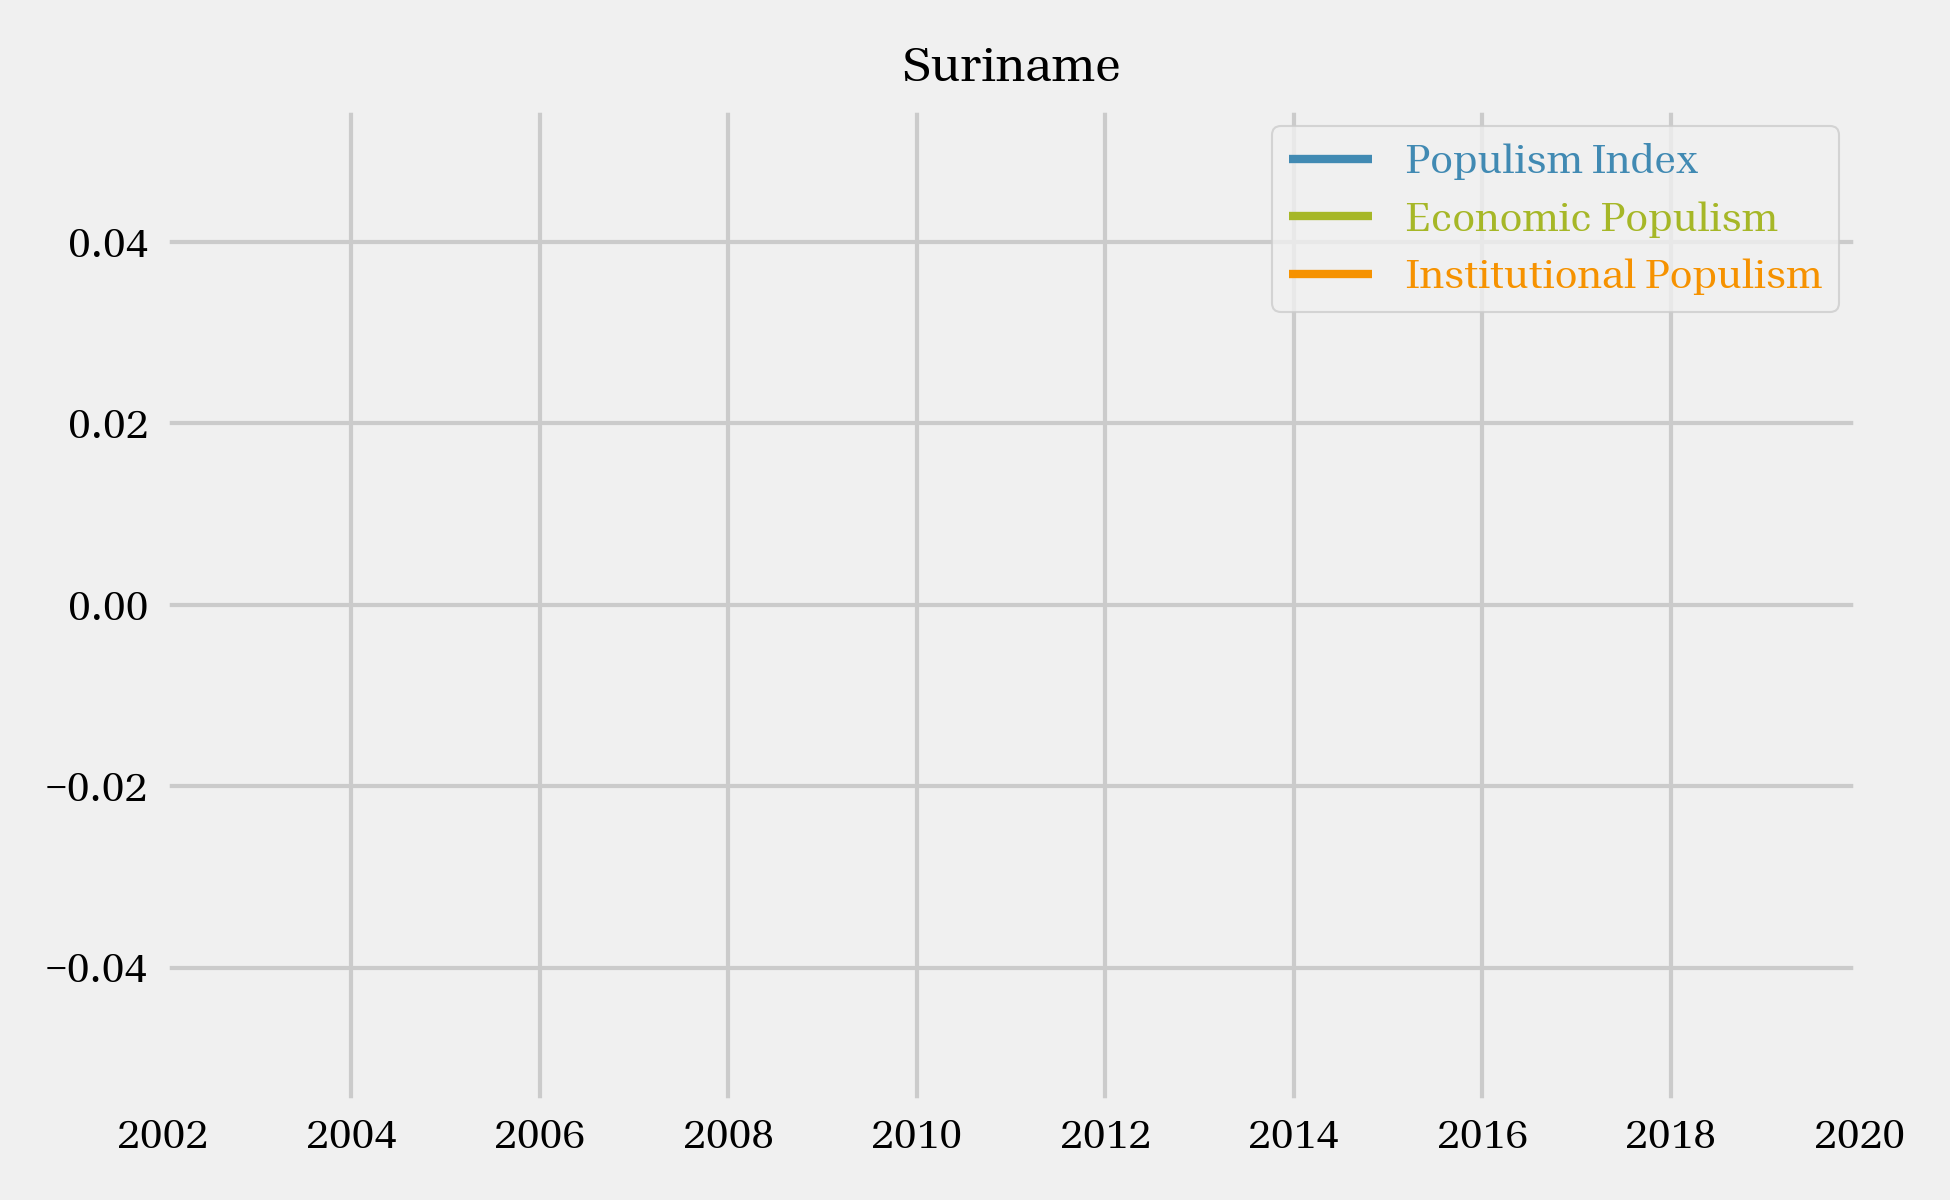 Suriname
Populism Index
Economic Populism
Institutional Populism
0.04
0.02
0.00
−0.02
−0.04
2002 2004 2006 2008 2010 2012 2014 2016 2018 2020